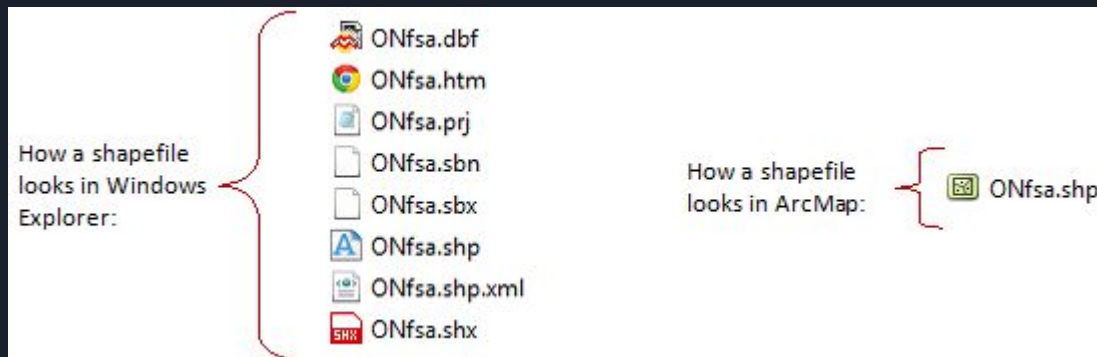 How a shapefile
looks in Windows
Explorer:
ONfsa.dbf
ONfsa.htm
ONfsa.prj
ONfsa.sbn
ONfsa.sbx
ONfsa.shp
ONfsa.shp.xml
SHX ONfsa.shx
How a shapefile
looks in ArcMap:
ONfsa.shp